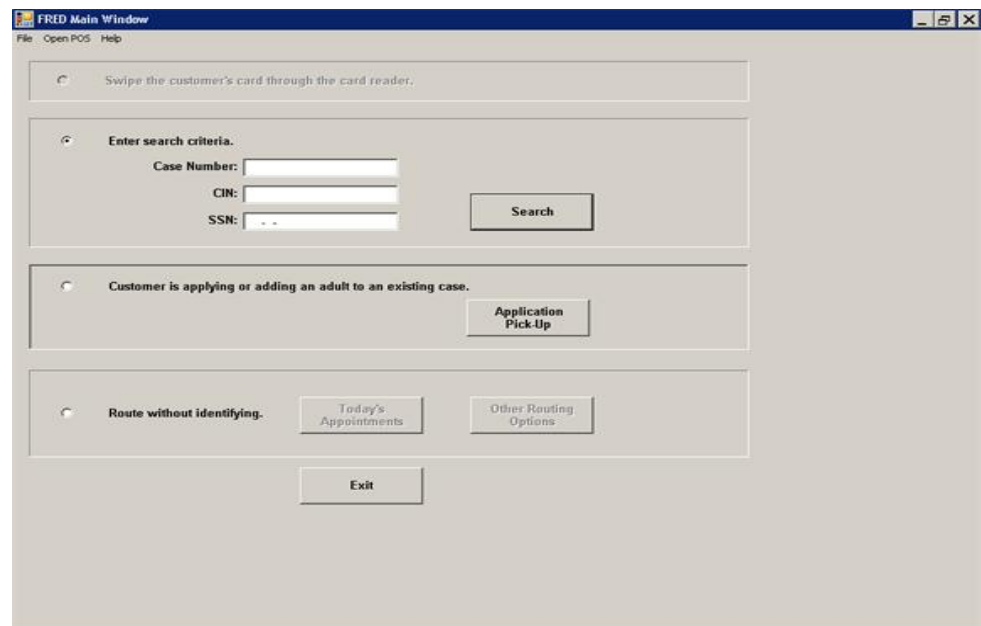 FRED Main Window
File Open POS Help
Swipe the customer's card through the card reader.
Enter search criteria.
Case Number:
CIN:
SSN: - -
Search
Customer is applying or adding an adult to an existing case.
Application
Pick-Up
Route without identifying.
Today's
Appointments
Other Routing
Options
Exit